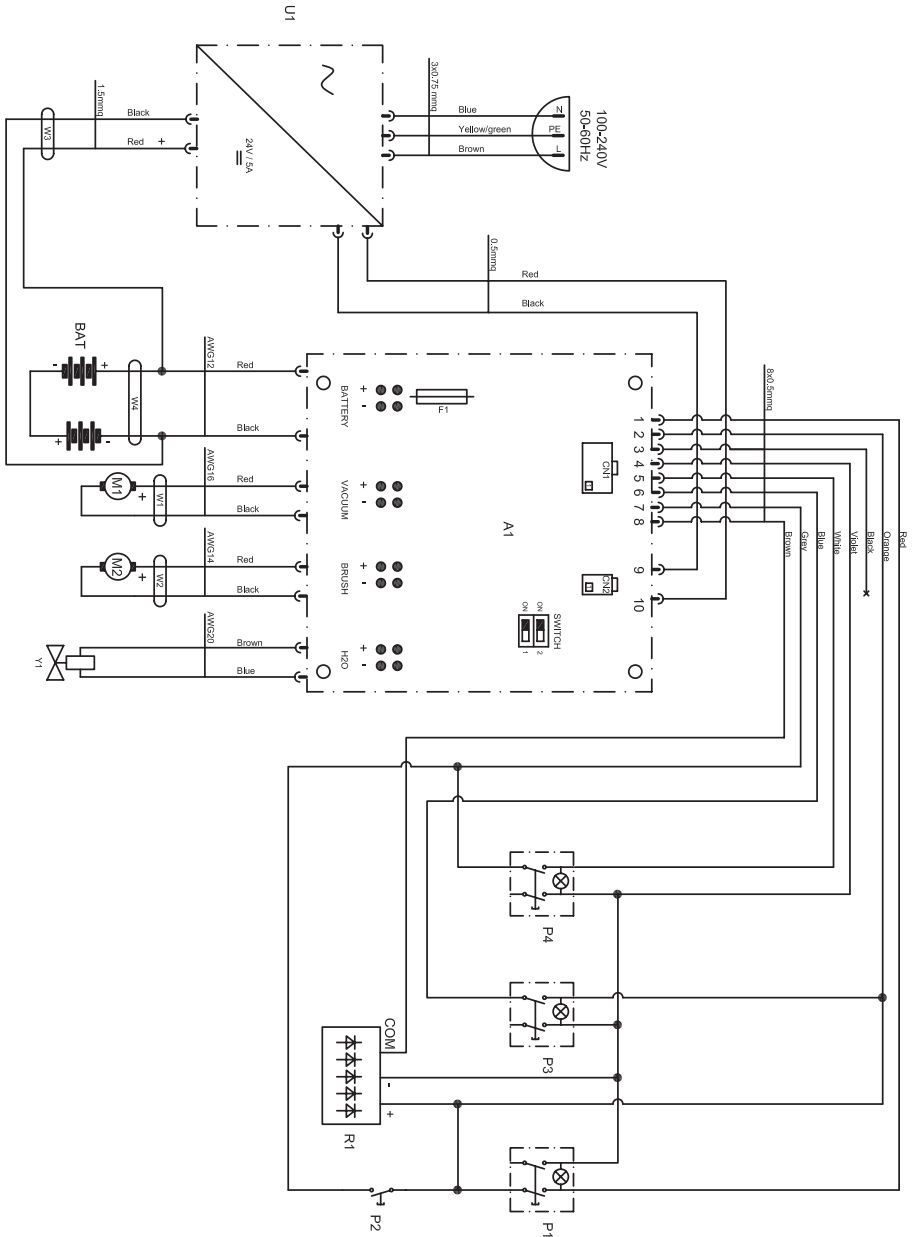 U1
100-240V
50-60Hz
N
PE
L
Blue
Yellow/green
Brown
3x0.75 mmq
24V / 5A
1.5mmq
Black
Red +
W3
0.5mmq
Red
Black
BAT
- +
+ -
W4
AWG12
Red
Black
BATTERY
+
-
F1
AWG16
M1
+
W1
Red
Black
VACUUM
+
-
AWG14
M2
+
W2
Red
Black
BRUSH
+
-
AWG20
Y1
Brown
Blue
H2O
+
-
A1
CN1
CN2
SWITCH
ON
ON
1
2
1
2
3
4
5
6
7
8
9
10
8x0.5mmq
Brown
Grey
Blue
White
Violet
Black
Orange
Red
P4
P3
COM
-
+
R1
P1
P2